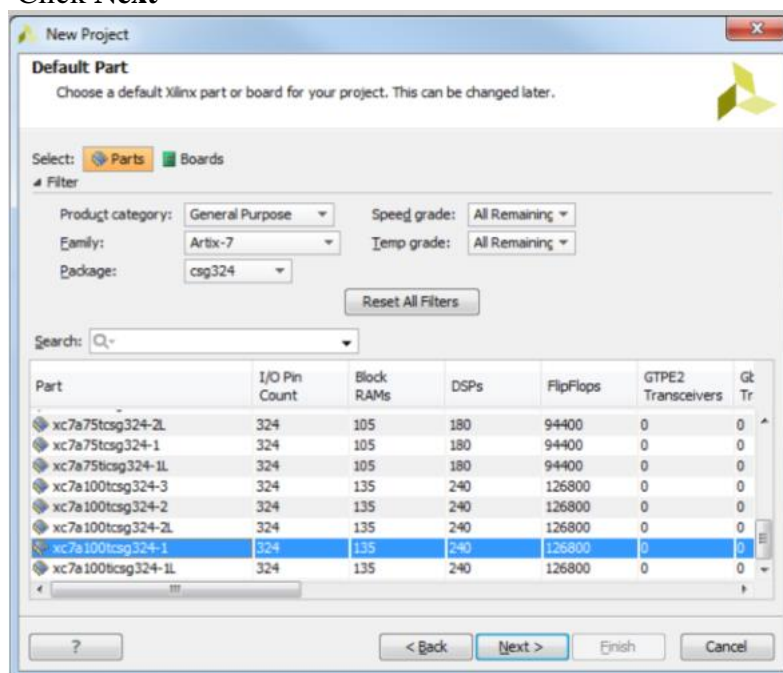 Click Next
New Project
Default Part
Choose a default Xilinx part or board for your project. This can be changed later.
Select: Parts Boards
Filter
Product category: General Purpose Speed grade: All Remaining
Family: Artix-7 Temp grade: All Remaining
Package: csg324
Reset All Filters
Search:
Part I/O Pin Count Block RAMs DSPs FlipFlops GTPE2 Transceivers Gb Tr
xc7a75tcsg324-2L 324 105 180 94400 0 0
xc7a75tcsg324-1 324 105 180 94400 0 0
xc7a75ticsg324-1L 324 105 180 94400 0 0
xc7a100tcsg324-3 324 135 240 126800 0 0
xc7a100tcsg324-2 324 135 240 126800 0 0
xc7a100tcsg324-2L 324 135 240 126800 0 0
xc7a100tcsg324-1 324 135 240 126800 0 0
xc7a100ticsg324-1L 324 135 240 126800 0 0
? < Back Next > Finish Cancel